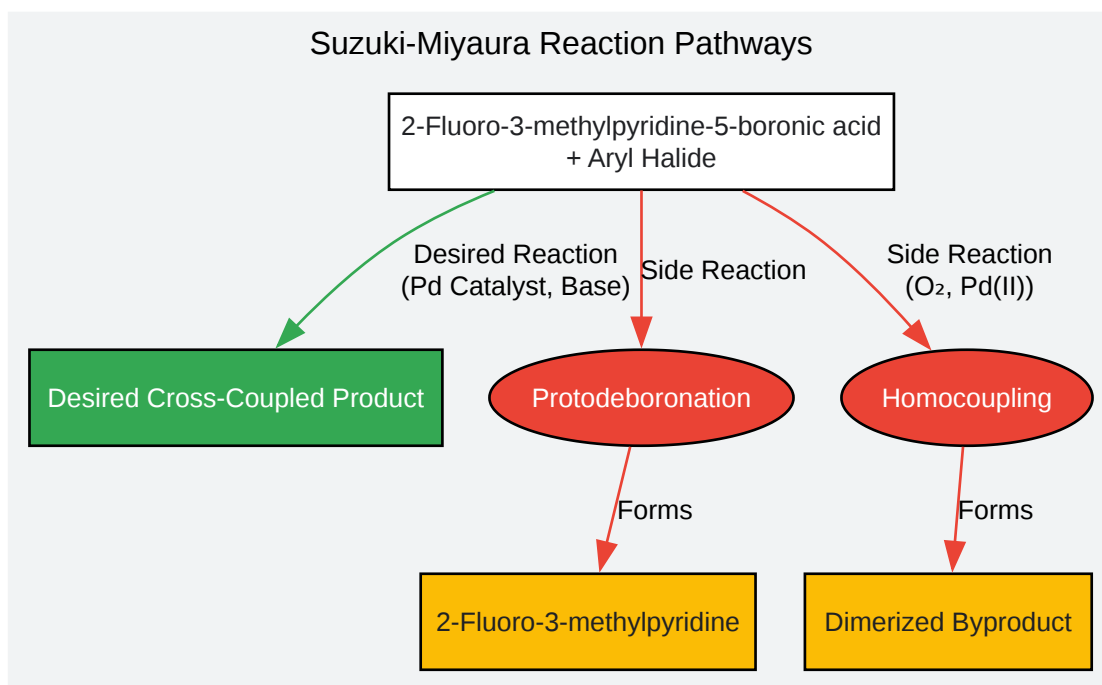 Suzuki-Miyaura Reaction Pathways
2-Fluoro-3-methylpyridine-5-boronic acid
+ Aryl Halide
Desired Reaction
(Pd Catalyst, Base)
Side Reaction
Side Reaction
(O₂, Pd(II))
Desired Cross-Coupled Product
Protodeboronation
Homocoupling
Forms
Forms
2-Fluoro-3-methylpyridine
Dimerized Byproduct